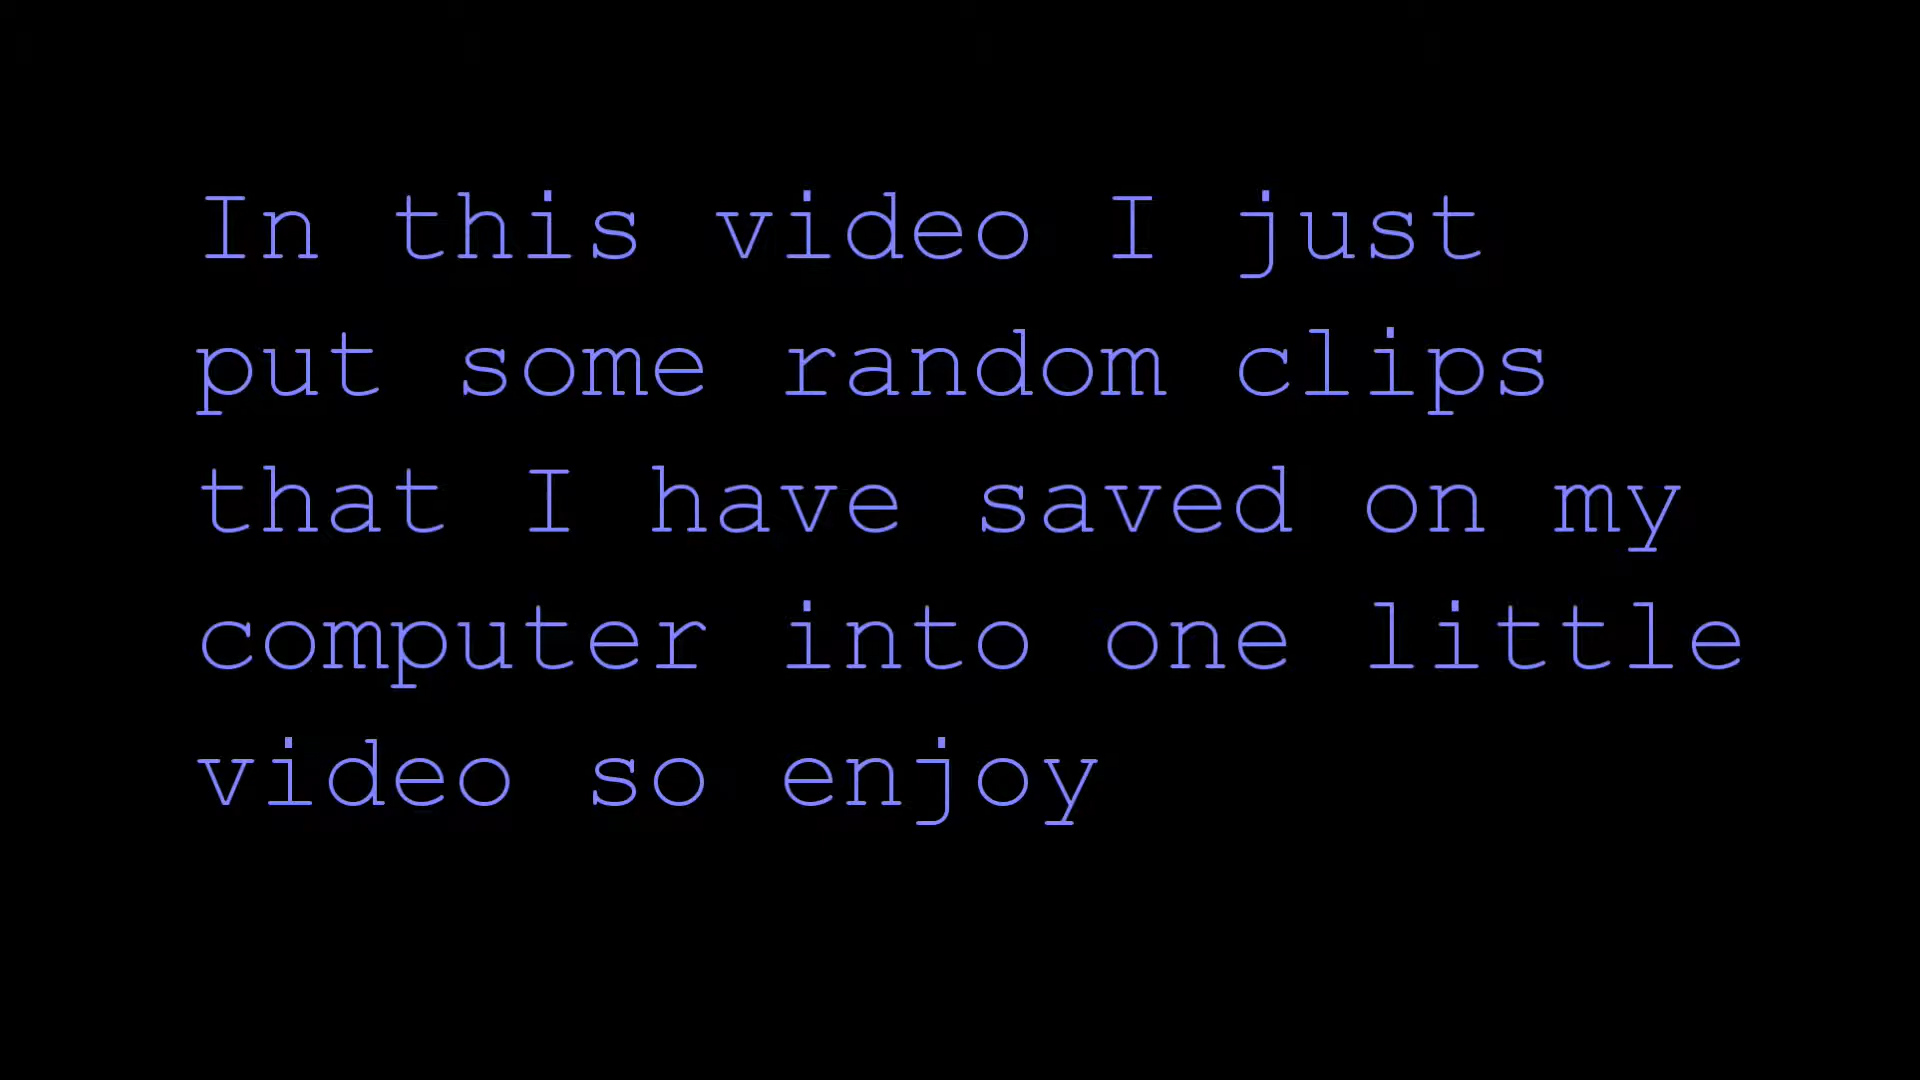 In this video I just
put some random clips
that I have saved on my
computer into one little
video so enjoy